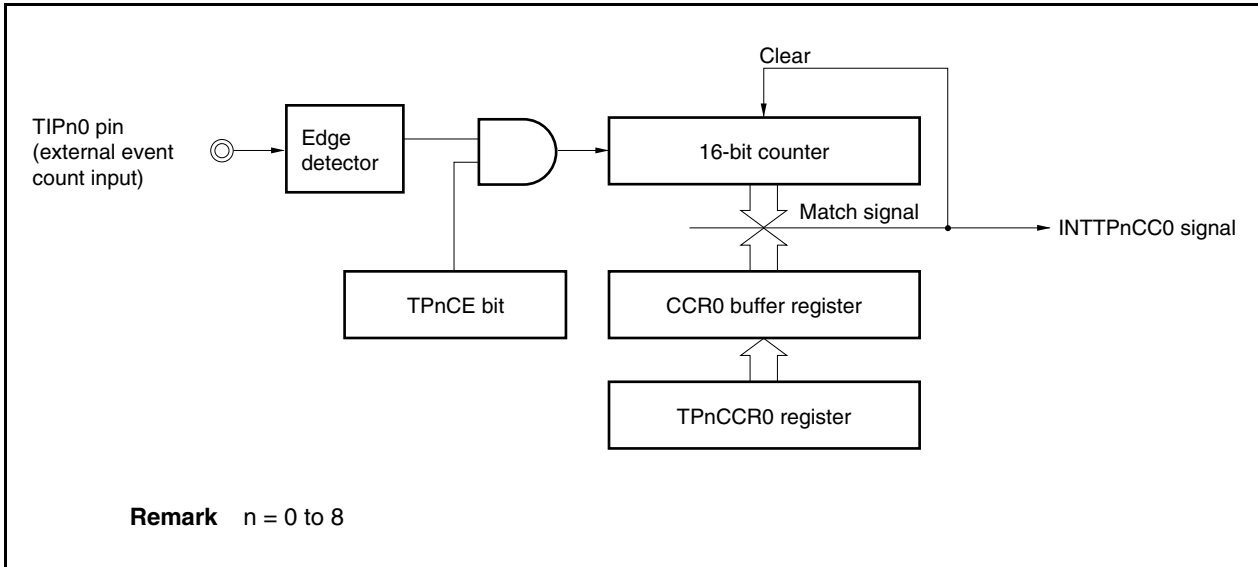 Clear
TIPn0 pin
(external event
count input)
Edge
detector
16-bit counter
Match signal
INTTPnCC0 signal
TPnCE bit
CCR0 buffer register
TPnCCR0 register
Remark n = 0 to 8